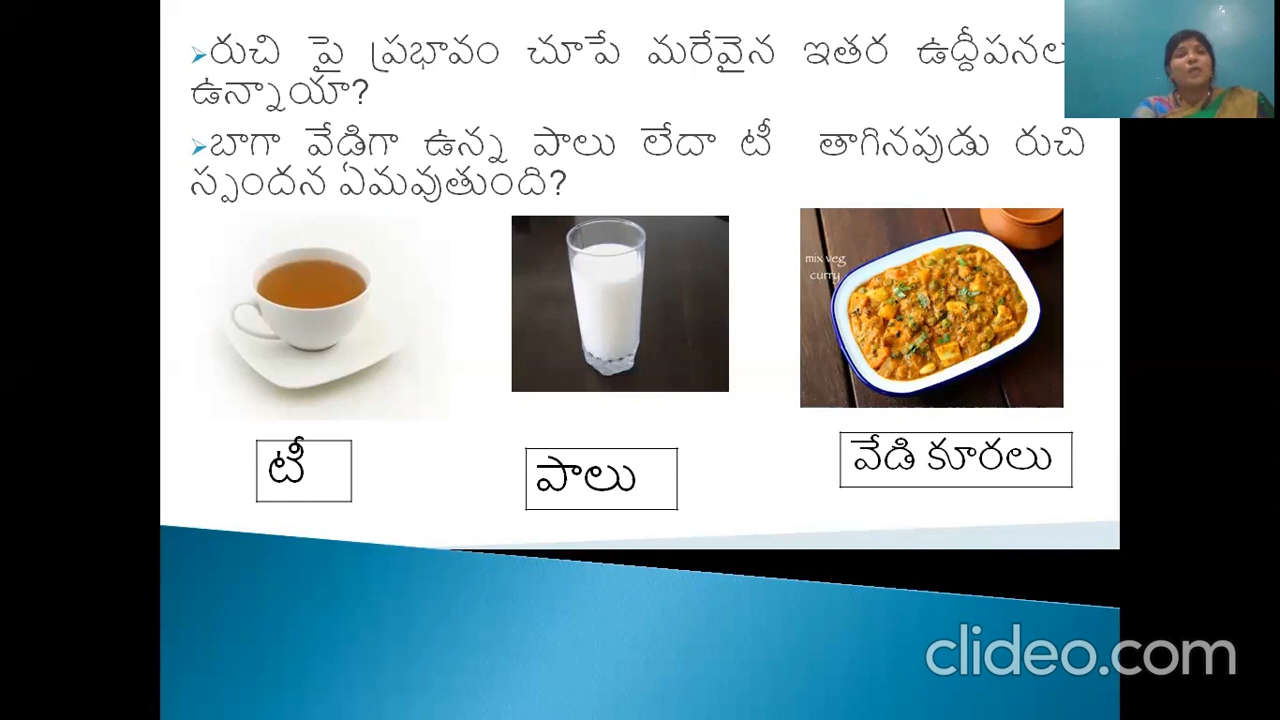 రుచి పై ప్రభావం చూపే మరేవైన ఇతర ఉద్దీపనలు
ఉన్నాయా?
బాగా వేడిగా ఉన్న పాలు లేదా టీ తాగినపుడు రుచి
స్పందన ఏమవుతుంది?
mix veg
curry
టీ
పాలు
వేడి కూరలు
clideo.com